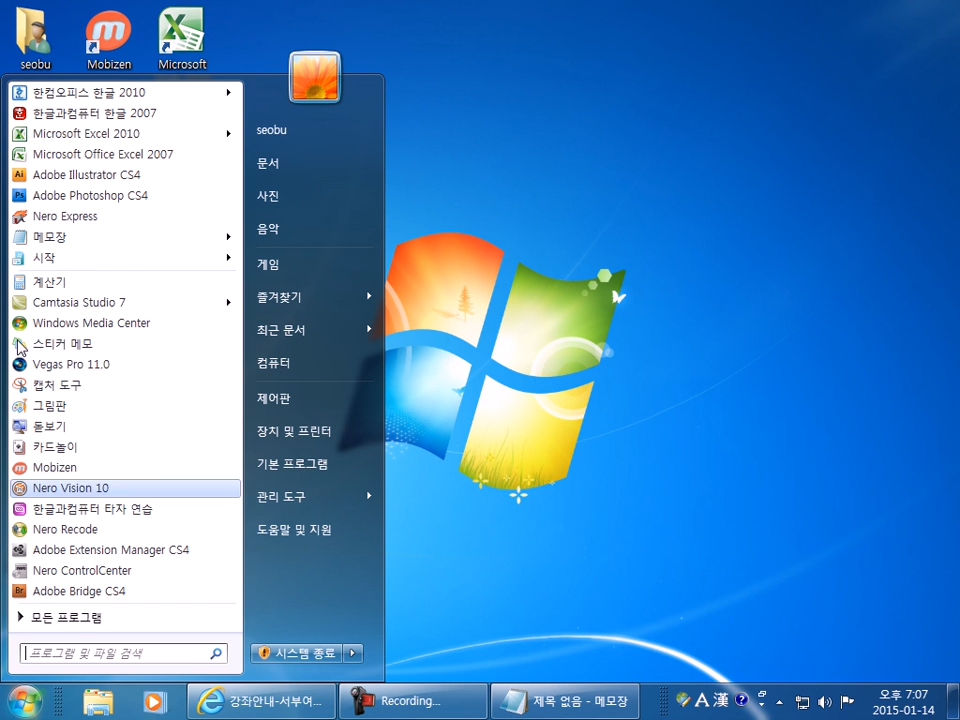 seobu
Mobizen
Microsoft
한컴오피스 한글 2010
한글과컴퓨터 한글 2007
Microsoft Excel 2010
Microsoft Office Excel 2007
Adobe Illustrator CS4
Adobe Photoshop CS4
Nero Express
메모장
시작
계산기
Camtasia Studio 7
Windows Media Center
스티커 메모
Vegas Pro 11.0
캡처 도구
그림판
돋보기
카드놀이
Mobizen
Nero Vision 10
한글과컴퓨터 타자 연습
Nero Recode
Adobe Extension Manager CS4
Nero ControlCenter
Adobe Bridge CS4
모든 프로그램
프로그램 및 파일 검색
seobu
문서
사진
음악
게임
즐겨찾기
최근 문서
컴퓨터
제어판
장치 및 프린터
기본 프로그램
관리 도구
도움말 및 지원
시스템 종료
강좌안내-서부여...
Recording...
제목 없음 - 메모장
A 漢
오후 7:07
2015-01-14